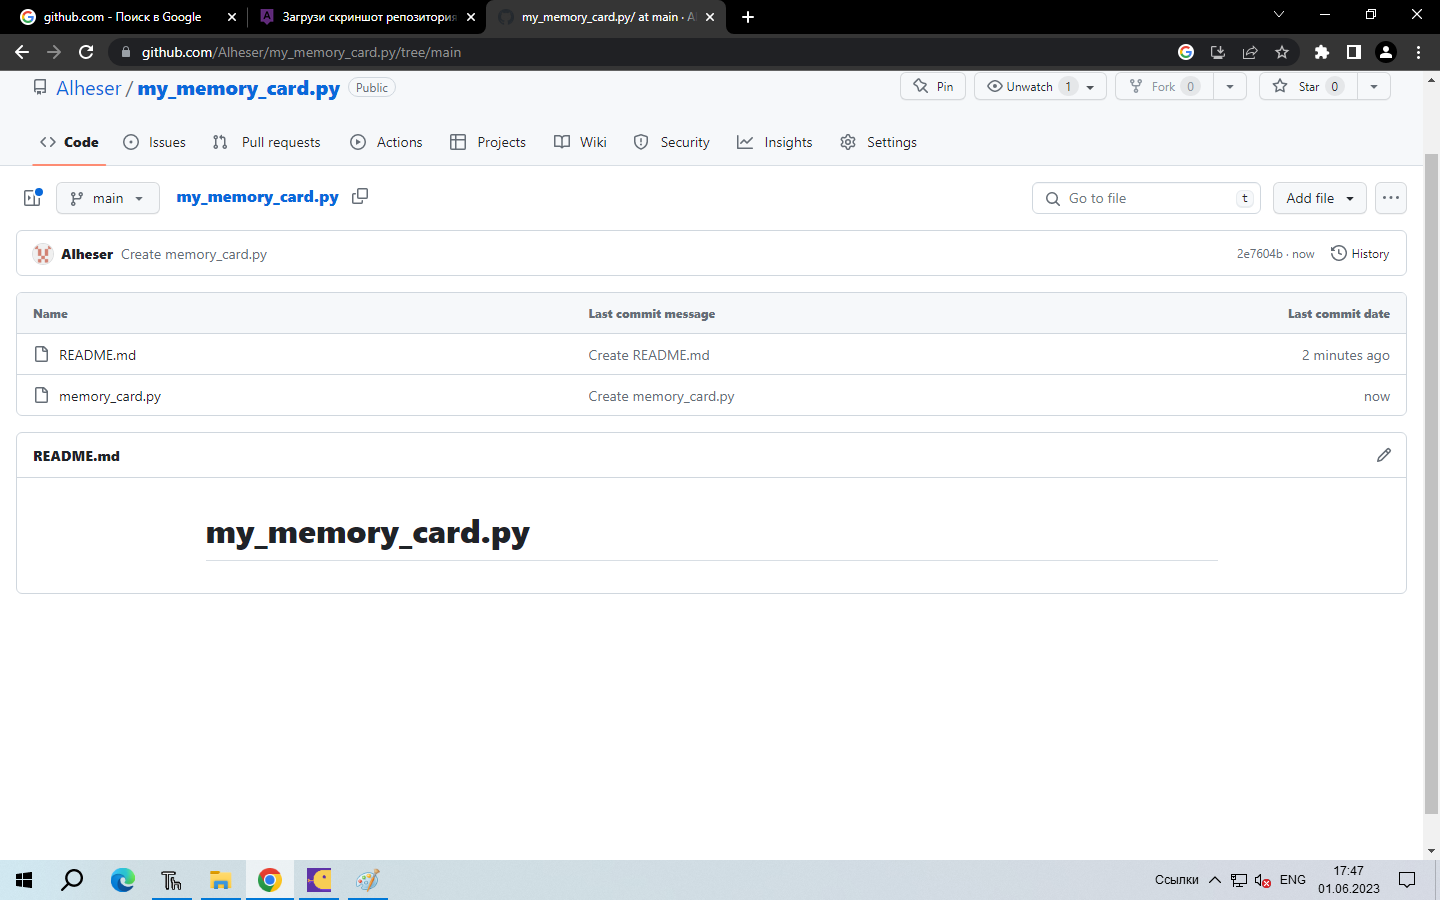 github.com - Поиск в Google
Загрузи скриншот репозитория
my_memory_card.py/ at main · Al
github.com/Alheser/my_memory_card.py/tree/main
Alheser / my_memory_card.py Public
Pin
Unwatch 1
Fork 0
Star 0
Code
Issues
Pull requests
Actions
Projects
Wiki
Security
Insights
Settings
main
my_memory_card.py
Go to file t
Add file
Alheser Create memory_card.py
2e7604b · now
History
Name Last commit message Last commit date
README.md Create README.md 2 minutes ago
memory_card.py Create memory_card.py now
README.md
my_memory_card.py
Ссылки
ENG
17:47
01.06.2023